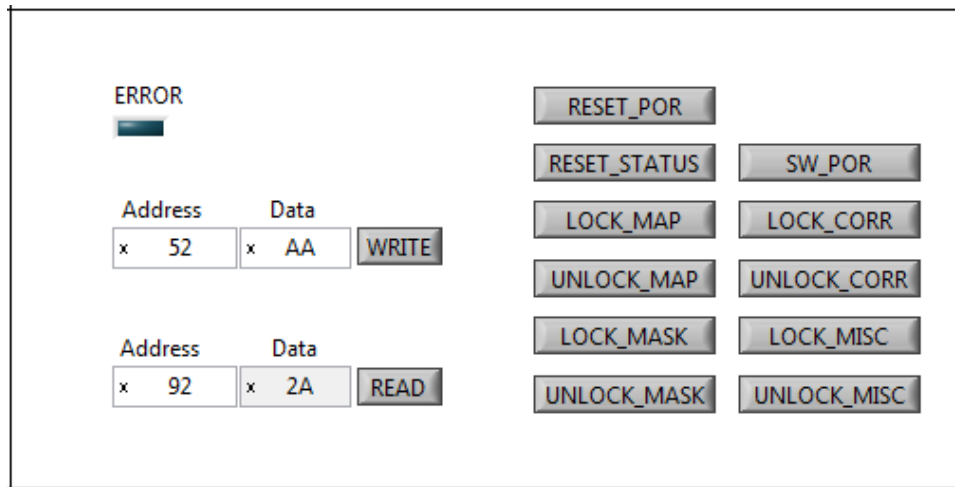 ERROR
RESET_POR
RESET_STATUS SW_POR
Address Data
x 52 x AA WRITE
LOCK_MAP LOCK_CORR
UNLOCK_MAP UNLOCK_CORR
Address Data
x 92 x 2A READ
LOCK_MASK LOCK_MISC
UNLOCK_MASK UNLOCK_MISC